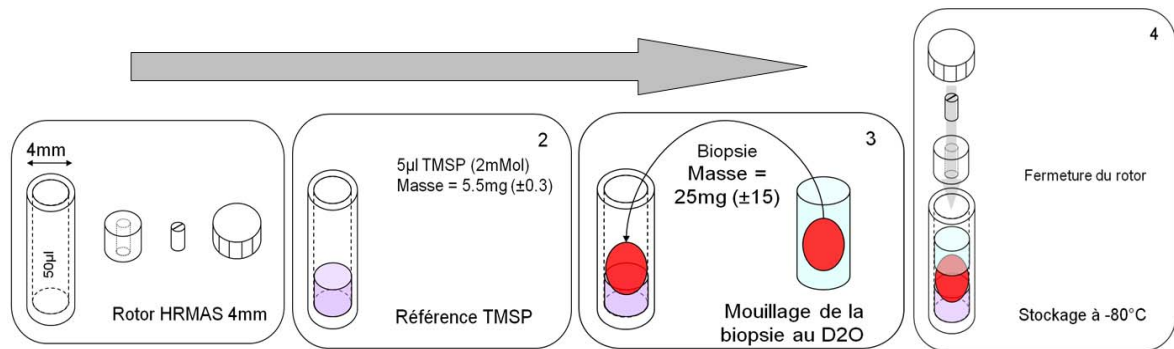 4mm
50µl
Rotor HRMAS 4mm
2
5µl TMSP (2mMol)
Masse = 5.5mg (±0.3)
Référence TMSP
3
Biopsie
Masse =
25mg (±15)
Mouillage de la
biopsie au D2O
4
Fermeture du rotor
Stockage à -80°C